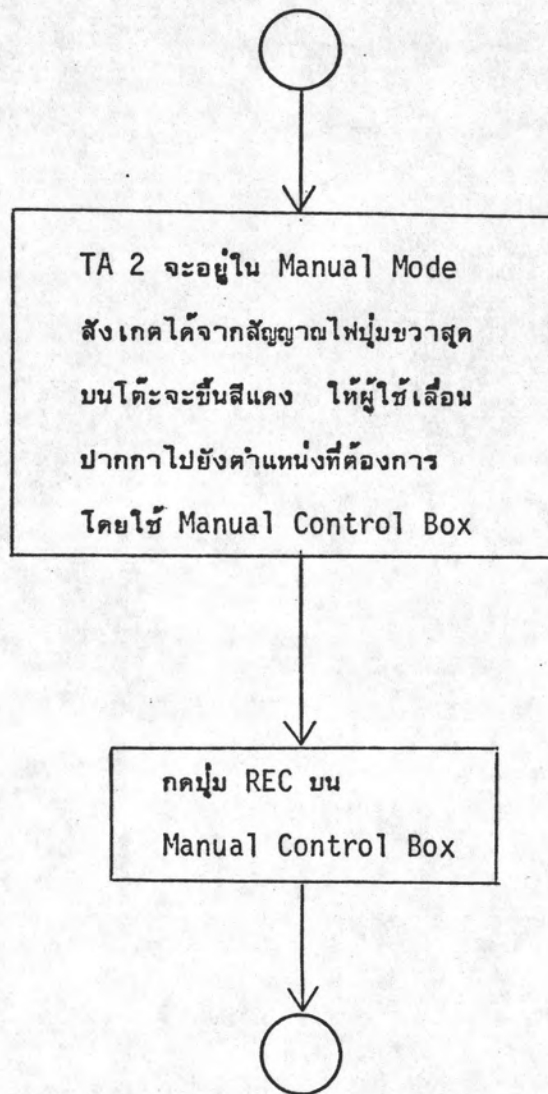 TA 2 จะอยู่ใน Manual Mode
สังเกตได้จากสัญญาณไฟปุ่มขวาสุด
บนโต๊ะจะขึ้นสีแดง ให้ผู้ใช้เลื่อน
ปากกาไปยังตำแหน่งที่ต้องการ
โดยใช้ Manual Control Box
กดปุ่ม REC บน
Manual Control Box